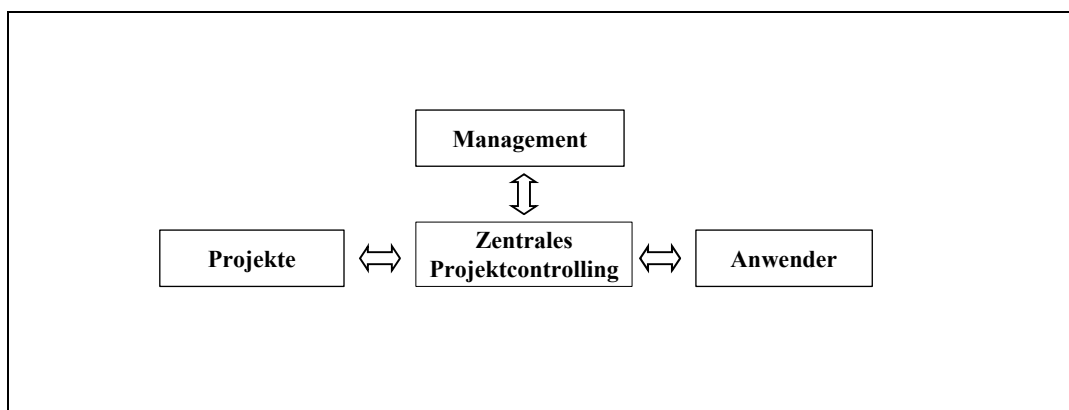 Management
Projekte
Zentrales
Projektcontrolling
Anwender